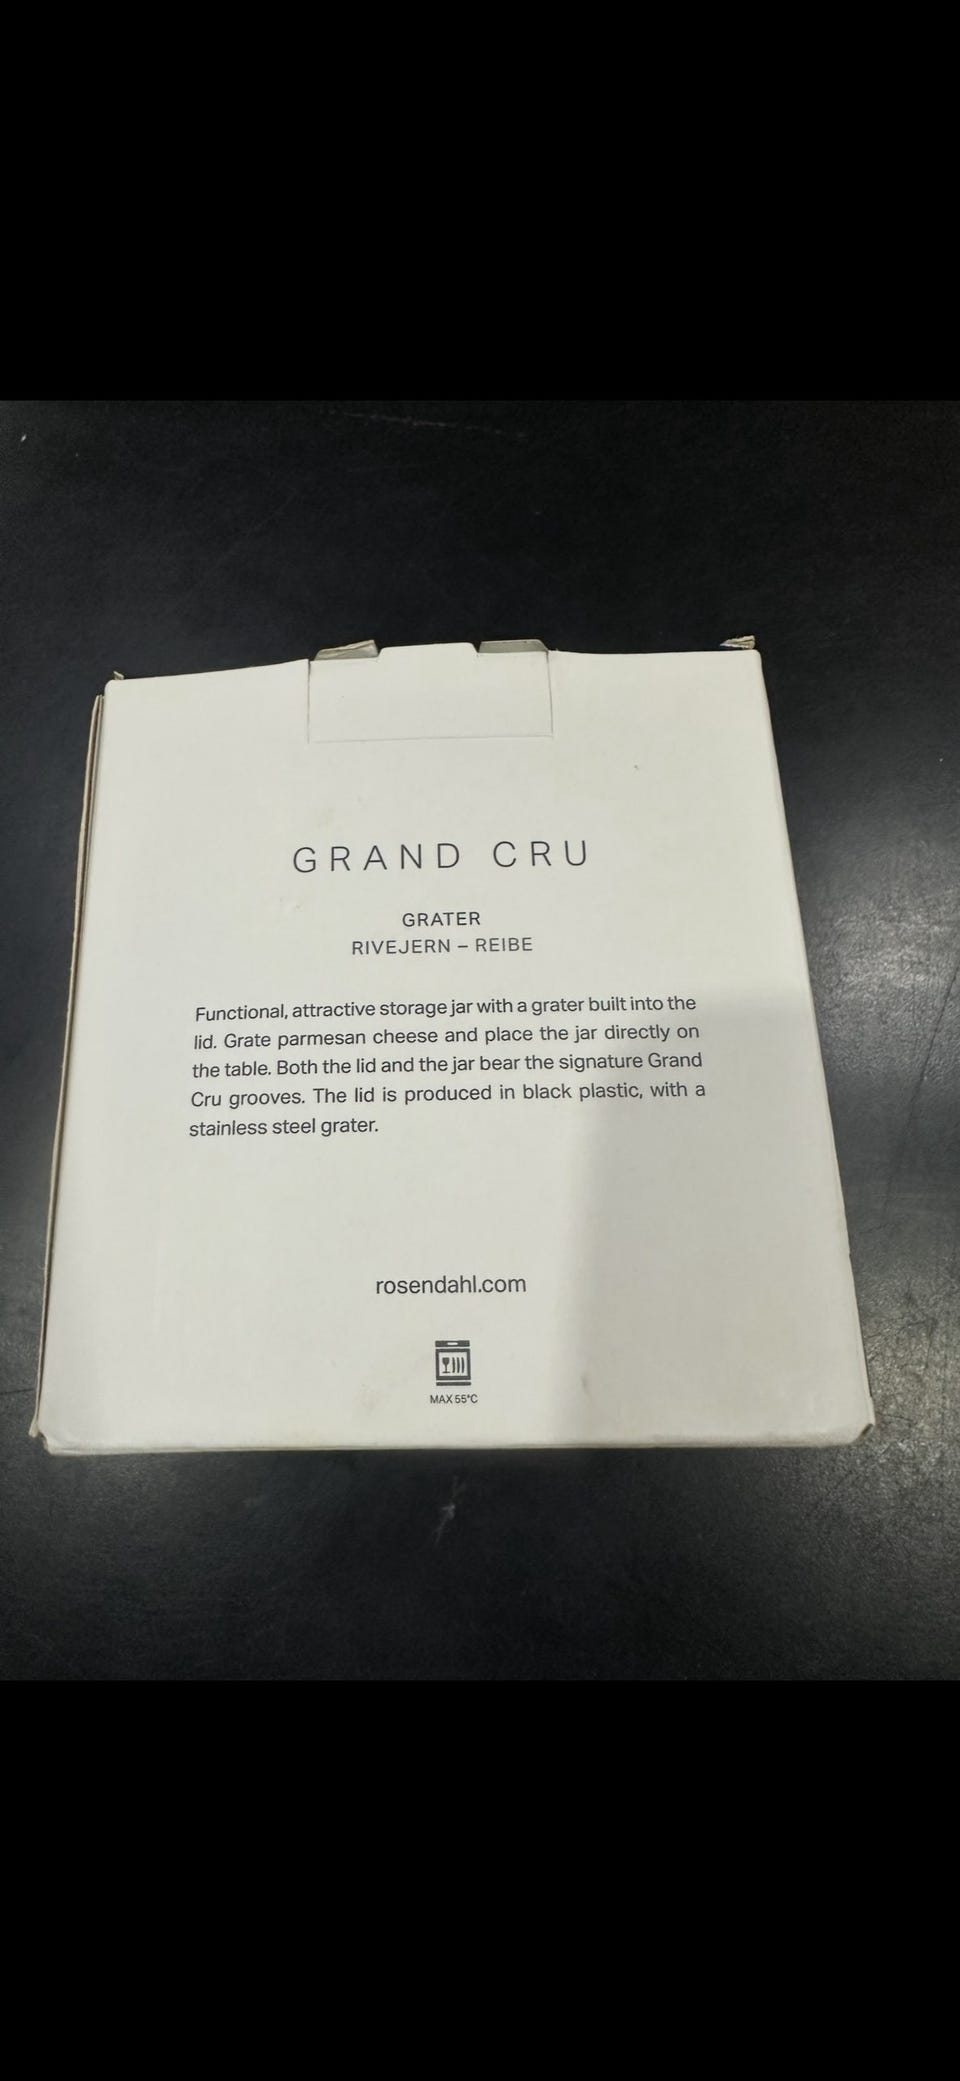 GRAND CRU
GRATER
RIVEJERN – REIBE
Functional, attractive storage jar with a grater built into the
lid. Grate parmesan cheese and place the jar directly on
the table. Both the lid and the jar bear the signature Grand
Cru grooves. The lid is produced in black plastic, with a
stainless steel grater.
rosendahl.com
MAX 55°C